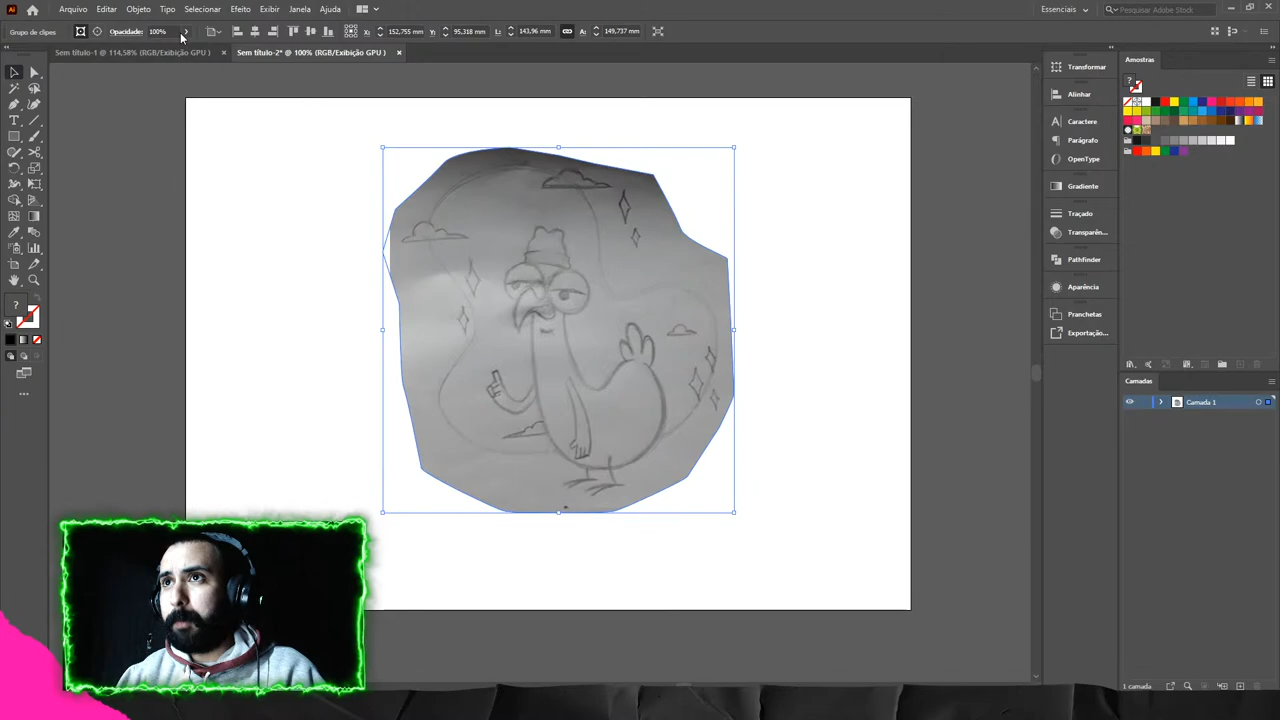 Ai Arquivo Editar Objeto Tipo Selecionar Efeito Exibir Janela Ajuda Essenciais Pesquisar Adobe Stock
Grupo de clipes Opacidade: 100% X: 152,755 mm Y: 95,318 mm L: 143,96 mm A: 149,737 mm
Sem título-1 @ 114,58% (RGB/Exibição GPU) × Sem título-2* @ 100% (RGB/Exibição GPU) ×
Transformar
Alinhar
Caractere
Parágrafo
OpenType
Gradiente
Traçado
Transparên...
Pathfinder
Aparência
Pranchetas
Exportação...
Amostras
?
Camadas
Camada 1
1 camada